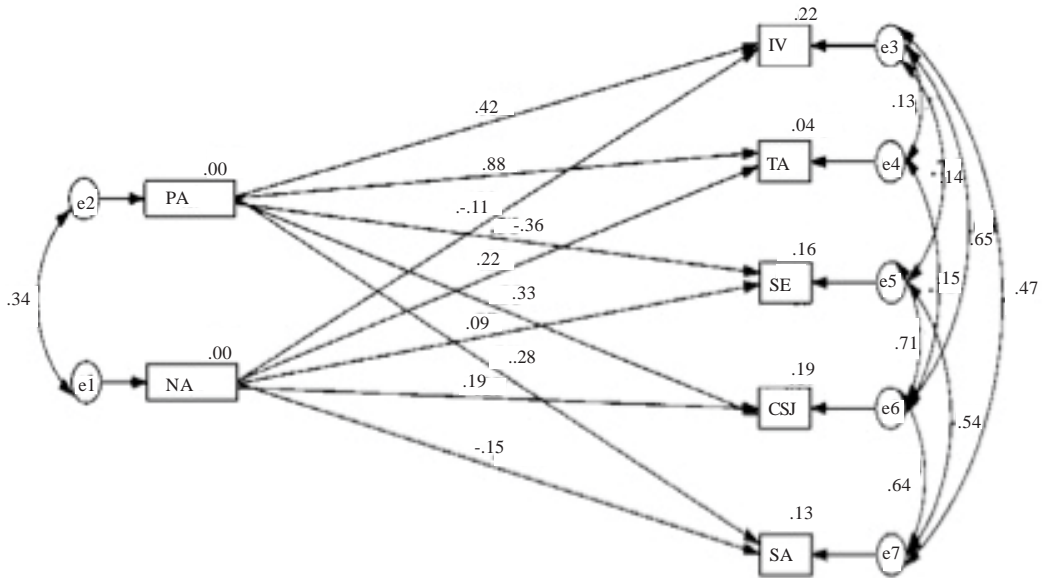 .22
IV
e3
.13
.42
.04
TA
e4
.00
.88
PA
e2
.-.11
-.36
.14
.65
.16
.22
SE
e5
.15
.47
.34
.33
.09
.71
.00
..28
.19
.19
e1
NA
CSJ
e6
.54
-.15
.64
.13
SA
e7